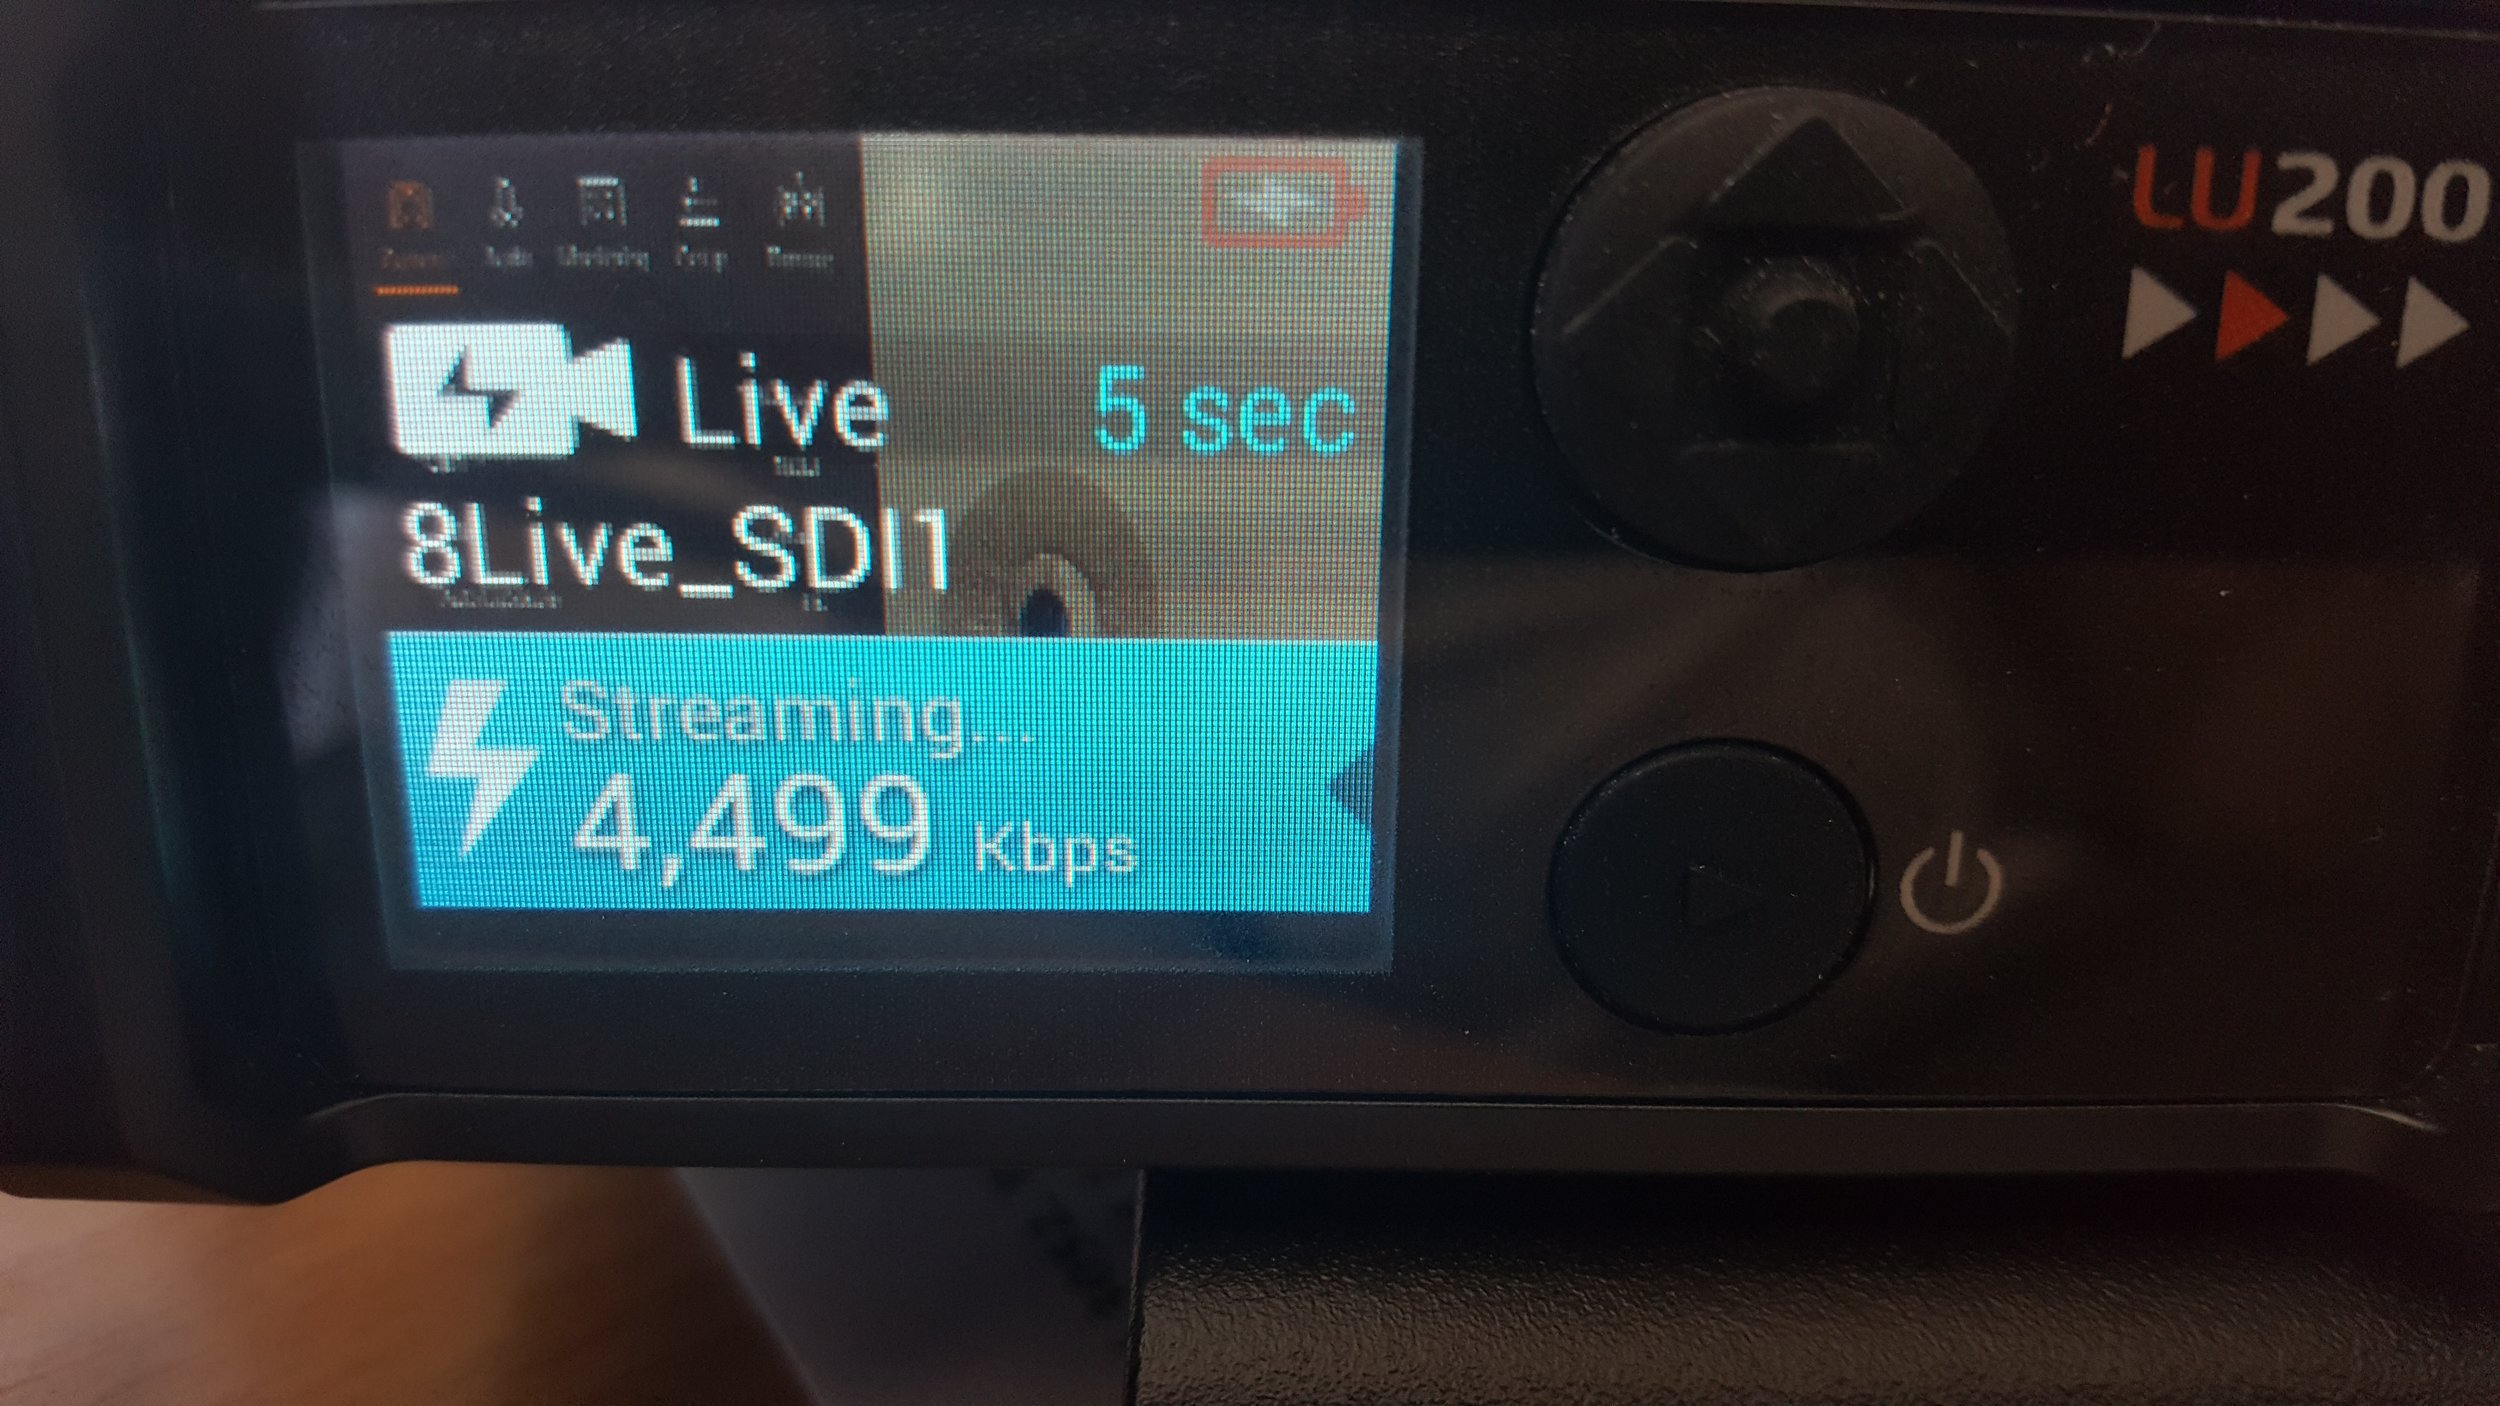 LU200
Live 5 sec
8Live_SDI1
Streaming...
4,499 Kbps